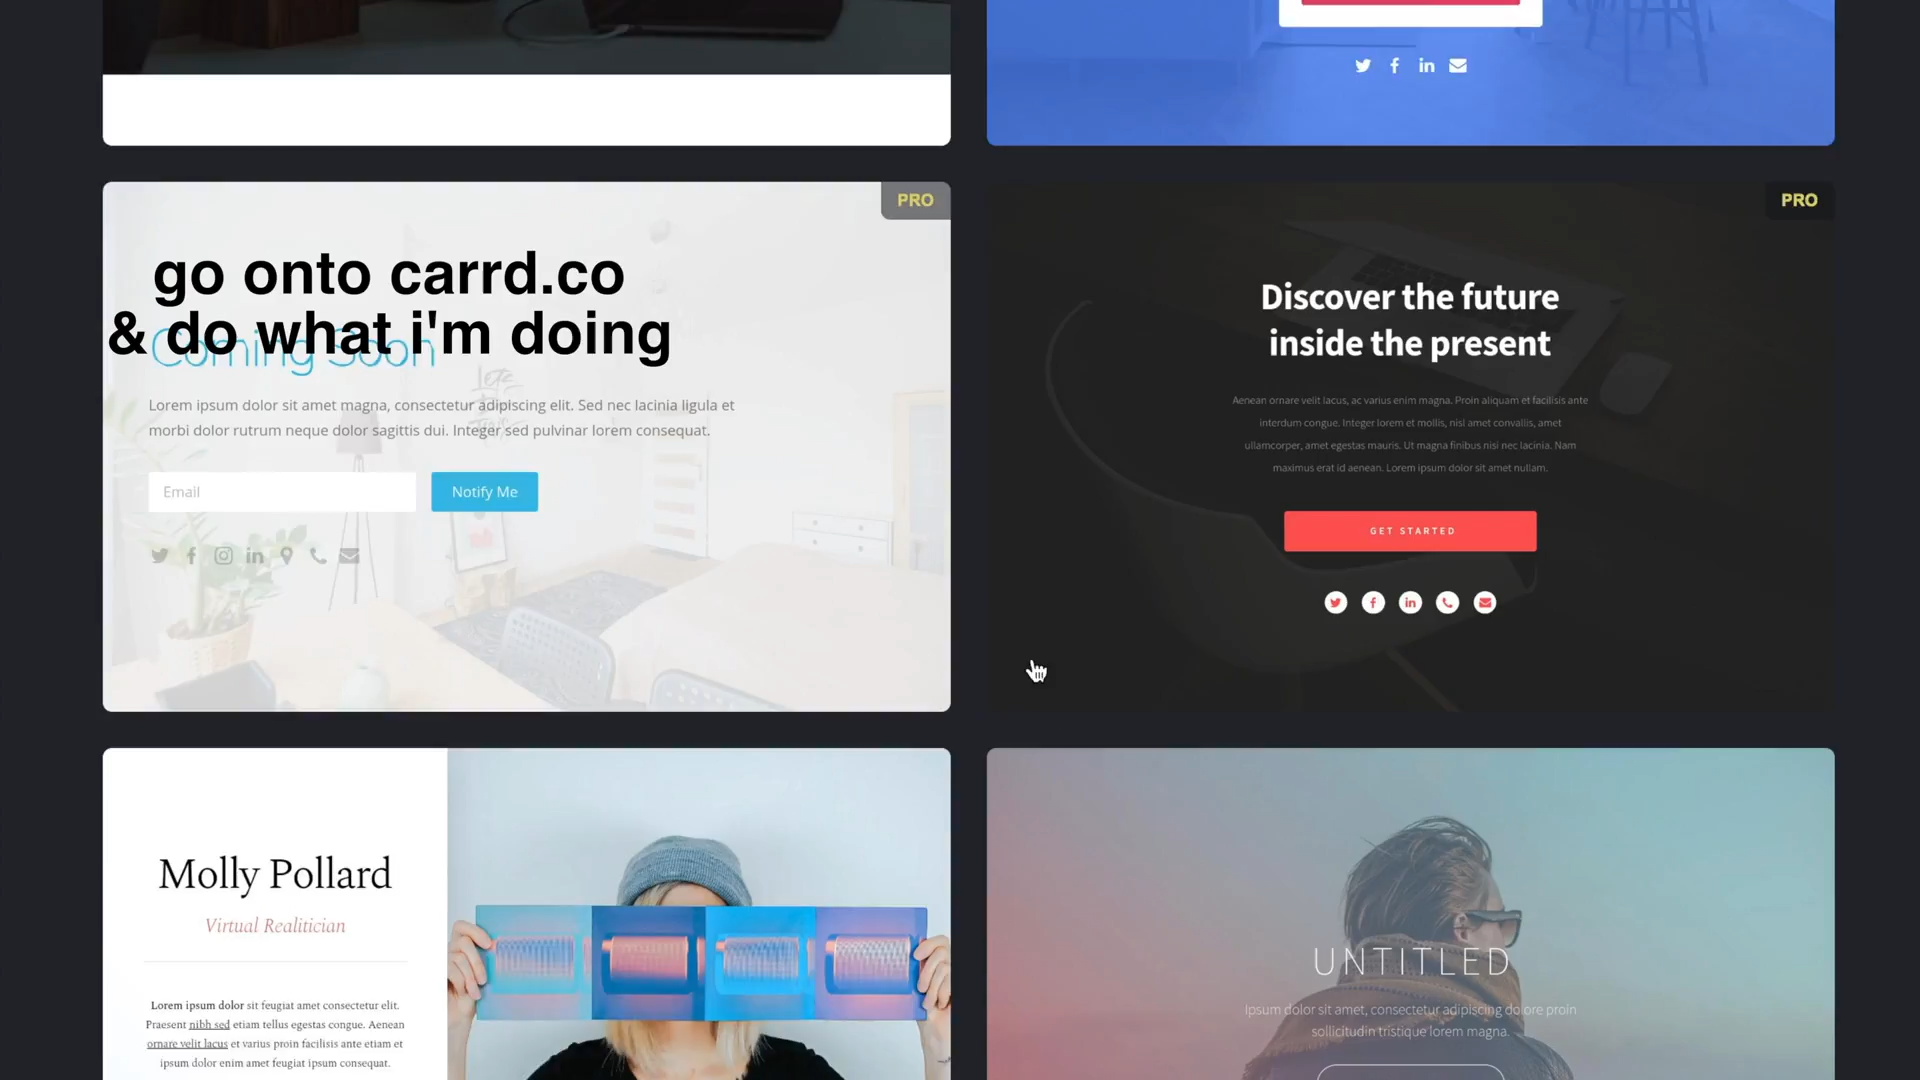 PRO
go onto carrd.co
& do what i'm doing
Coming Soon
Lorem ipsum dolor sit amet magna, consectetur adipiscing elit. Sed nec lacinia ligula et
morbi dolor rutrum neque dolor sagittis dui. Integer sed pulvinar lorem consequat.
Email
Notify Me
PRO
Discover the future
inside the present
Aenean ornare velit lacus, ac varius enim magna. Proin aliquam et facilisis ante
interdum congue. Integer lorem et mollis, nisl amet convallis, amet
ullamcorper, amet egestas mauris. Ut magna finibus nisi nec lacinia. Nam
maximus erat id aenean. Lorem ipsum dolor sit amet nullam.
GET STARTED
Molly Pollard
Virtual Realitician
Lorem ipsum dolor sit feugiat amet consectetur elit.
Praesent nibh sed etiam tellus egestas congue. Aenean
ornare velit lacus et varius proin facilisis ante etiam et
ipsum dolor enim amet feugiat ipsum consequat.
UNTITLED
Ipsum dolor sit amet, consectetur adipiscing dolore proin
sollicitudin tristique lorem magna.